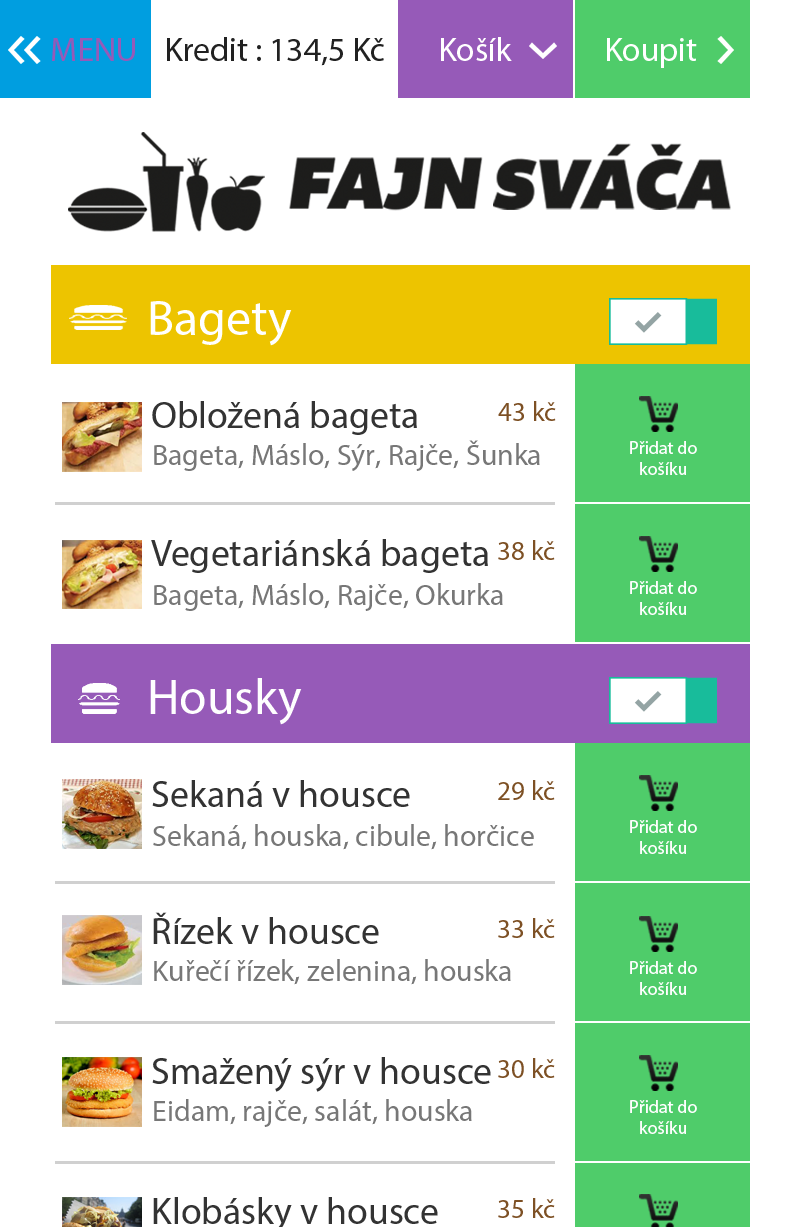 MENU Kredit : 134,5 Kč Košík Koupit
FAJN SVÁČA
Bagety
Obložená bageta 43 kč
Bageta, Máslo, Sýr, Rajče, Šunka
Přidat do
košíku
Vegetariánská bageta 38 kč
Bageta, Máslo, Rajče, Okurka
Přidat do
košíku
Housky
Sekaná v housce 29 kč
Sekaná, houska, cibule, horčice
Přidat do
košíku
Řízek v housce 33 kč
Kuřečí řízek, zelenina, houska
Přidat do
košíku
Smažený sýr v housce 30 kč
Eidam, rajče, salát, houska
Přidat do
košíku
Klobásky v housce 35 kč